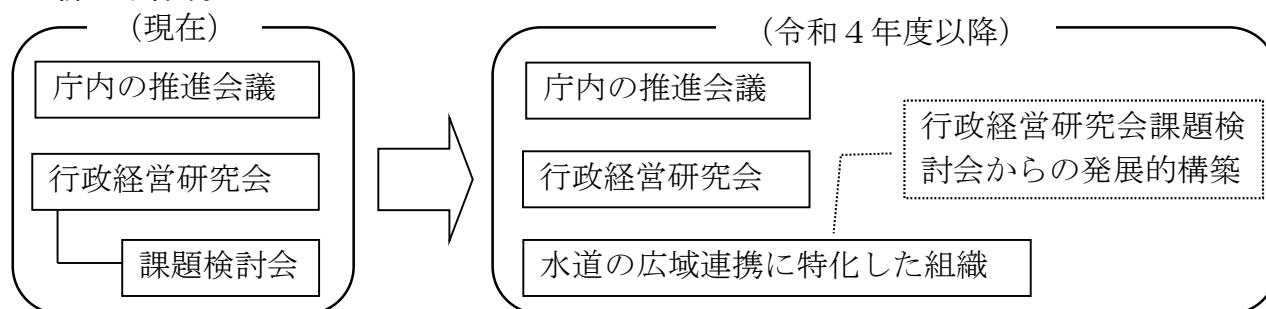 （現在）
庁内の推進会議
行政経営研究会
課題検討会
（令和４年度以降）
庁内の推進会議
行政経営研究会
水道の広域連携に特化した組織
行政経営研究会課題検
討会からの発展的構築